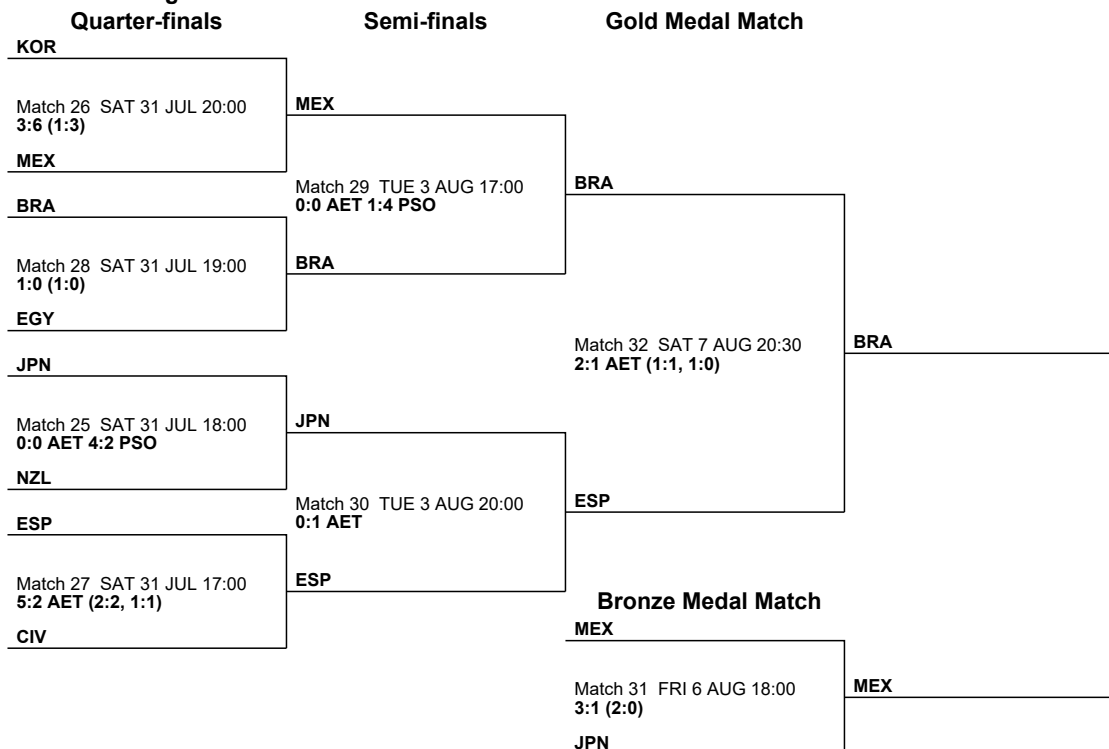 Quarter-finals
Semi-finals
Gold Medal Match
KOR
Match 26 SAT 31 JUL 20:00
3:6 (1:3)
MEX
BRA
Match 28 SAT 31 JUL 19:00
1:0 (1:0)
EGY
JPN
Match 25 SAT 31 JUL 18:00
0:0 AET 4:2 PSO
NZL
ESP
Match 27 SAT 31 JUL 17:00
5:2 AET (2:2, 1:1)
CIV
MEX
Match 29 TUE 3 AUG 17:00
0:0 AET 1:4 PSO
BRA
JPN
Match 30 TUE 3 AUG 20:00
0:1 AET
ESP
BRA
Match 32 SAT 7 AUG 20:30
2:1 AET (1:1, 1:0)
ESP
BRA
Bronze Medal Match
MEX
Match 31 FRI 6 AUG 18:00
3:1 (2:0)
JPN
MEX